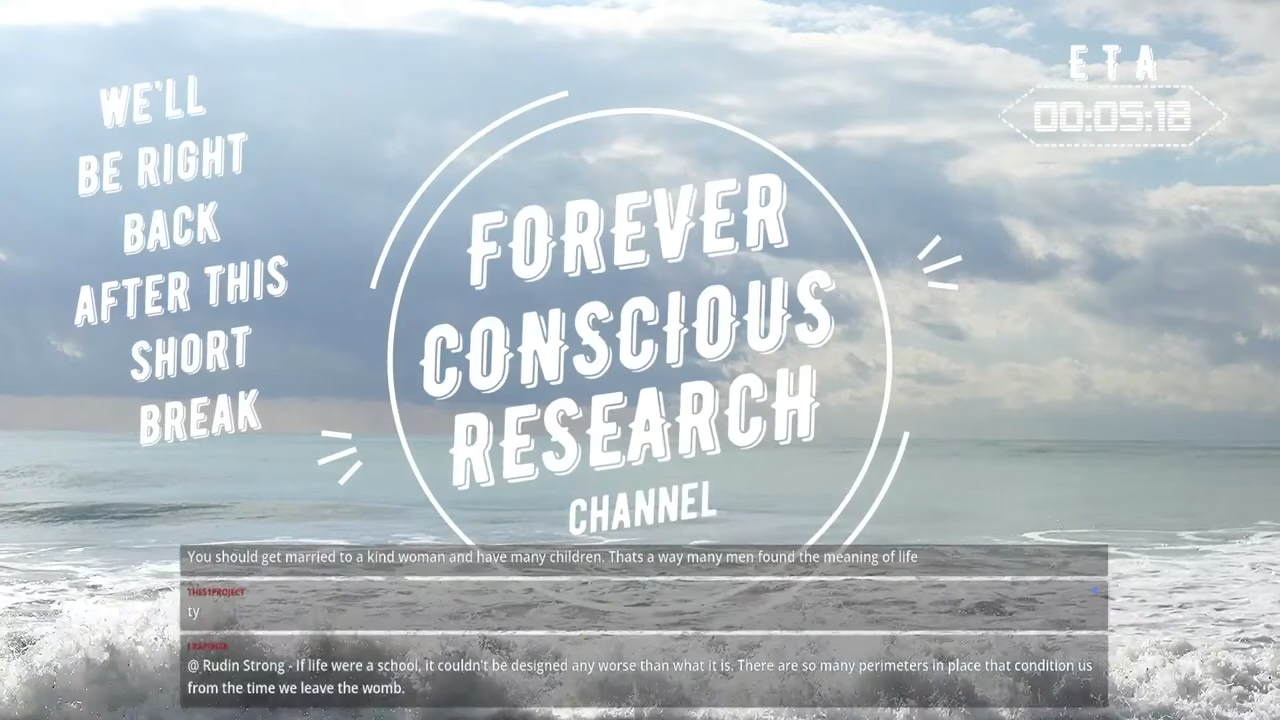 WE'LL
BE RIGHT
BACK
AFTER THIS
SHORT
BREAK
FOREVER
CONSCIOUS
RESEARCH
CHANNEL
ETA
00:05:18
You should get married to a kind woman and have many children. Thats a way many men found the meaning of life
THES1PROJECT
ty
@ Rudin Strong - If life were a school, it couldn't be designed any worse than what it is. There are so many perimeters in place that condition us
from the time we leave the womb.